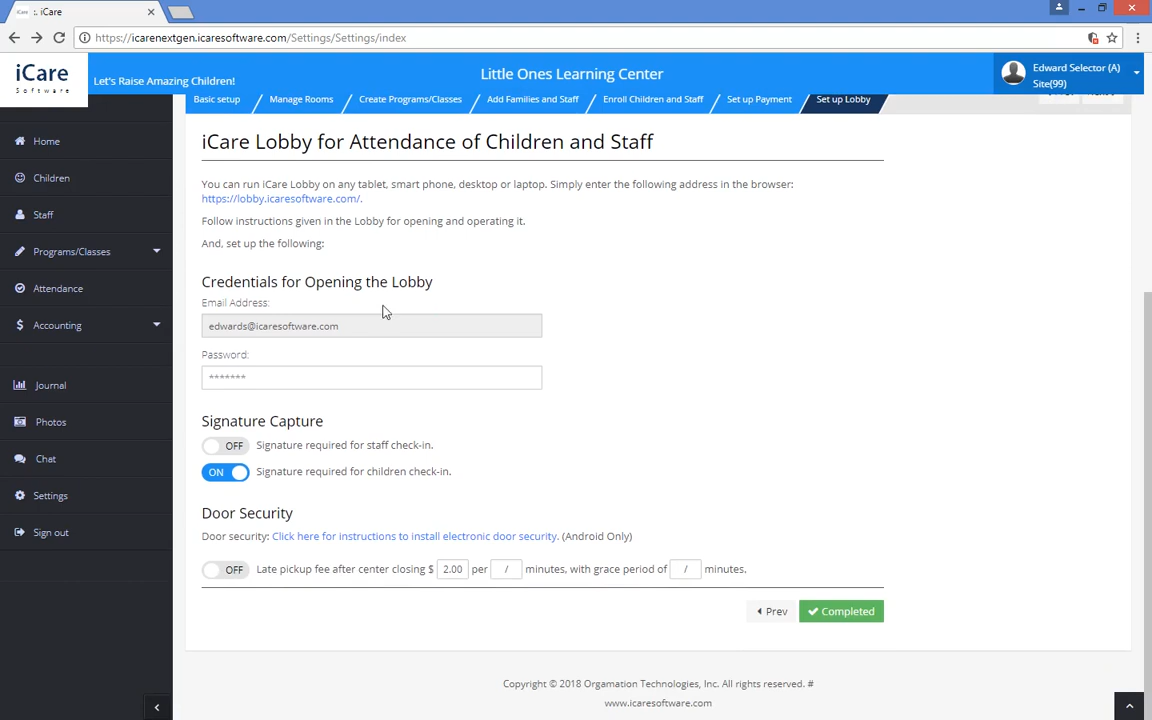 iCare : iCare
https://icarenextgen.icaresoftware.com/Settings/Settings/index
iCare
Software
Let's Raise Amazing Children!
Little Ones Learning Center
Edward Selector (A)
Site(99)
Basic setup
Manage Rooms
Create Programs/Classes
Add Families and Staff
Enroll Children and Staff
Set up Payment
Set up Lobby
Home
Children
Staff
Programs/Classes
Attendance
Accounting
Journal
Photos
Chat
Settings
Sign out
iCare Lobby for Attendance of Children and Staff
You can run iCare Lobby on any tablet, smart phone, desktop or laptop. Simply enter the following address in the browser:
https://lobby.icaresoftware.com/.
Follow instructions given in the Lobby for opening and operating it.
And, set up the following:
Credentials for Opening the Lobby
Email Address:
edwards@icaresoftware.com
Password:
*******
Signature Capture
OFF Signature required for staff check-in.
ON Signature required for children check-in.
Door Security
Door security: Click here for instructions to install electronic door security. (Android Only)
OFF Late pickup fee after center closing $ 2.00 per / minutes, with grace period of / minutes.
Prev
Completed
Copyright © 2018 Orgamation Technologies, Inc. All rights reserved. #
www.icaresoftware.com